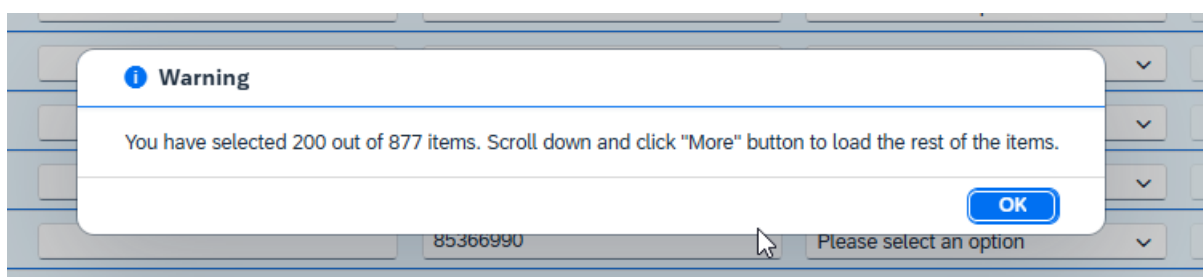 Warning
You have selected 200 out of 877 items. Scroll down and click "More" button to load the rest of the items.
OK
85366990 Please select an option